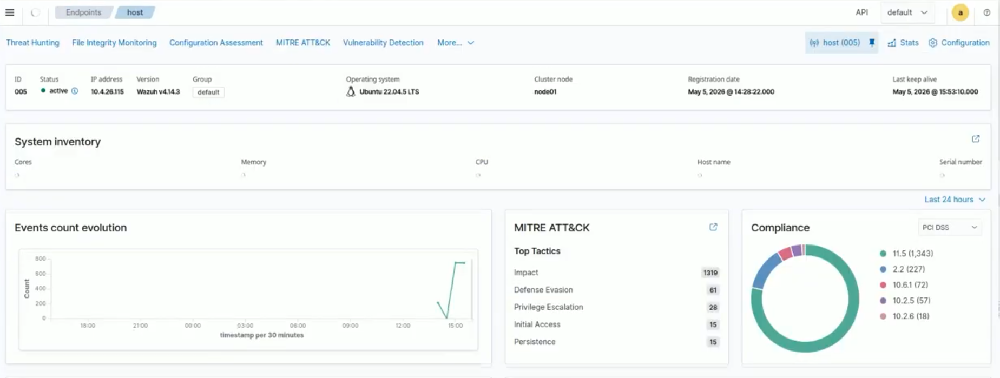 Endpoints host API default a
Threat Hunting File Integrity Monitoring Configuration Assessment MITRE ATT&CK Vulnerability Detection More... host (005) Stats Configuration
ID Status IP address Version Group Operating system Cluster node Registration date Last keep alive
005 active 10.4.26.115 Wazuh v4.14.3 default Ubuntu 22.04.5 LTS node01 May 5, 2026 @ 14:28:22.000 May 5, 2026 @ 15:53:10.000
System inventory
Cores Memory CPU Host name Serial number
Last 24 hours
Events count evolution
800
600
400
200
0
Count
18:00 21:00 00:00 03:00 06:00 09:00 12:00 15:00
timestamp per 30 minutes
MITRE ATT&CK
Top Tactics
Impact 1319
Defense Evasion 61
Privilege Escalation 28
Initial Access 15
Persistence 15
Compliance PCI DSS
11.5 (1,343)
2.2 (227)
10.6.1 (72)
10.2.5 (57)
10.2.6 (18)